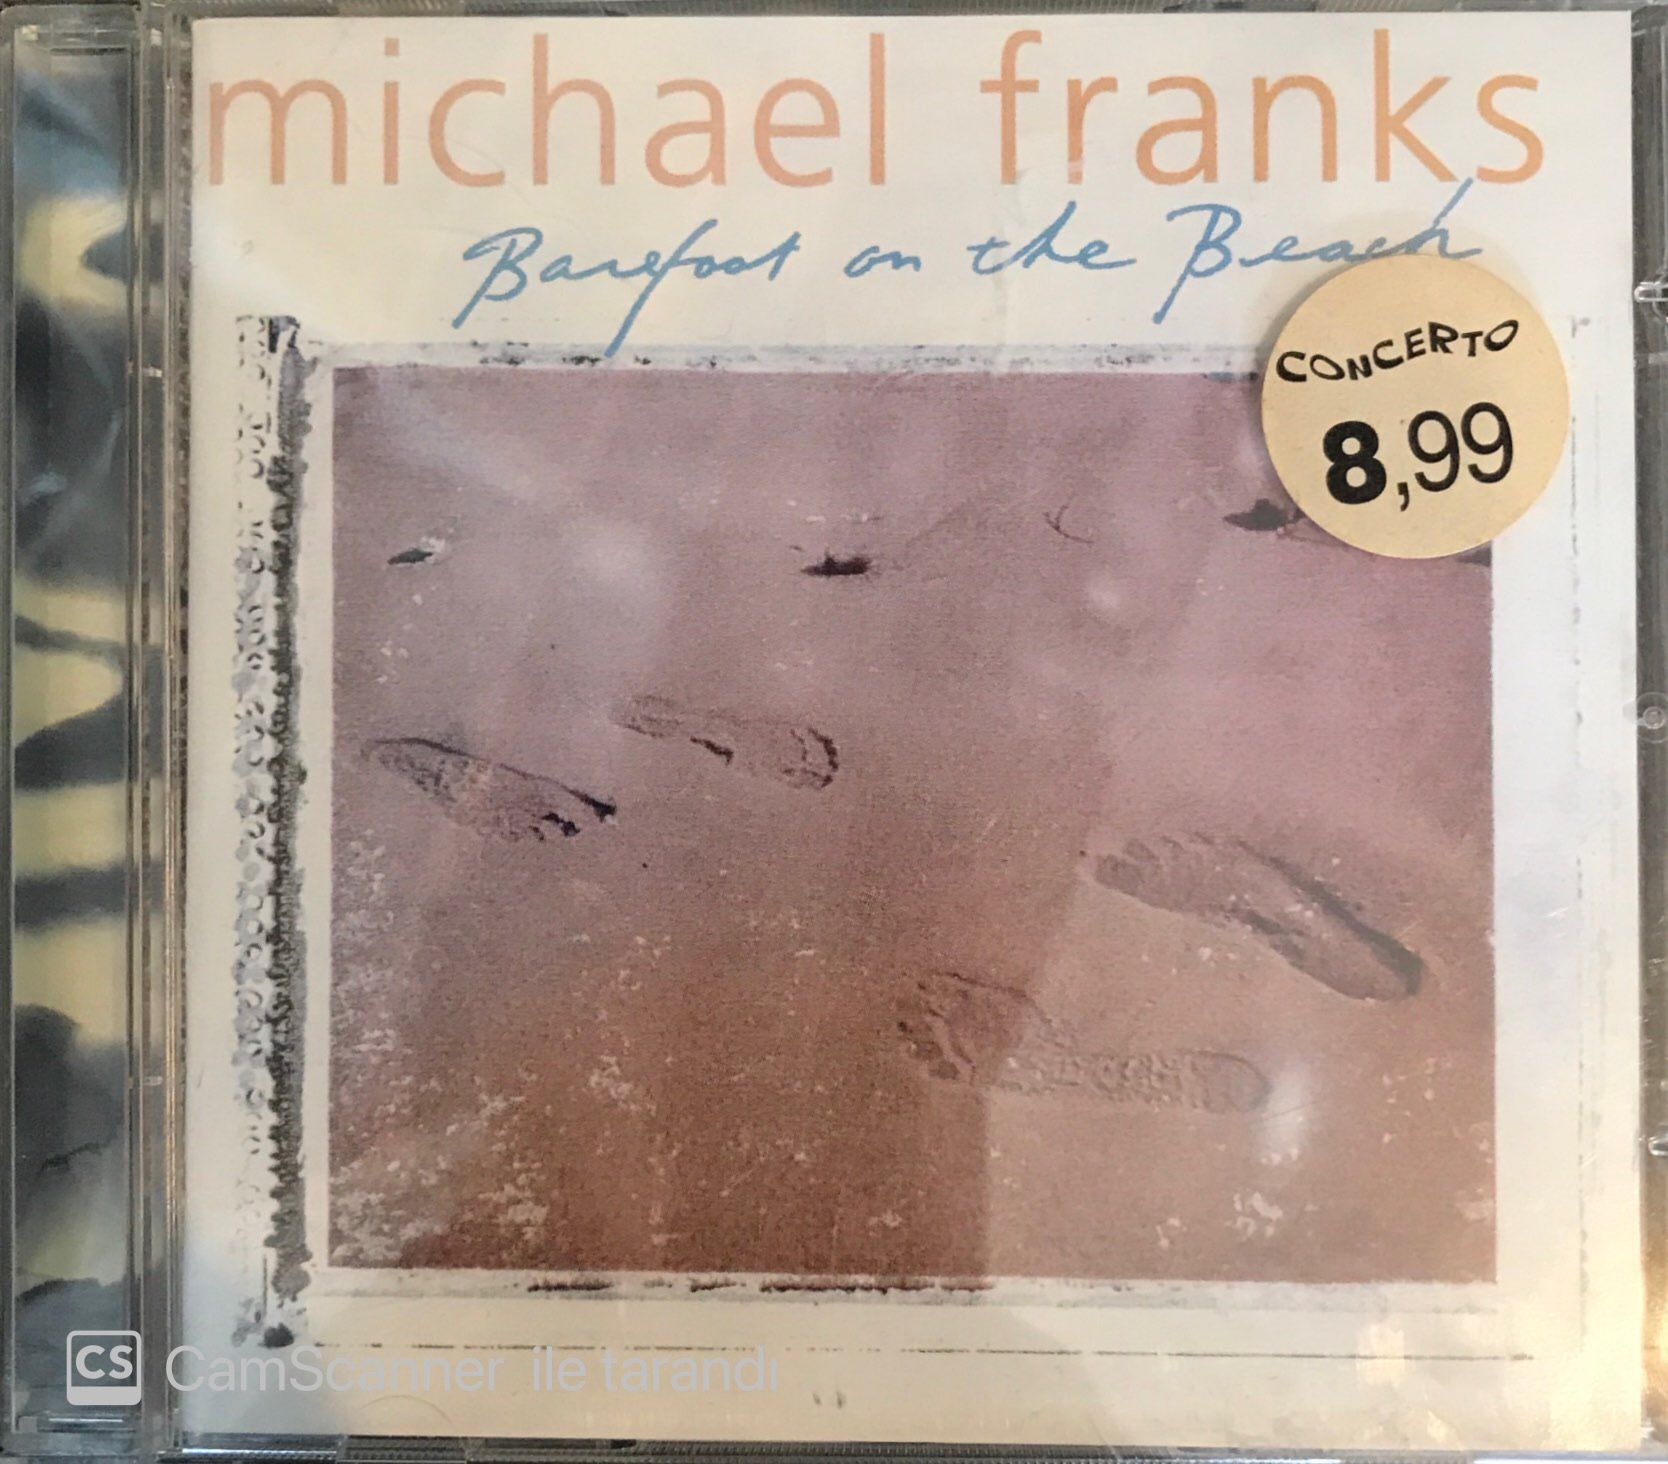 michael franks
Barefoot on the Beach
CONCERTO
8,99
CS CamScanner ile tarandı